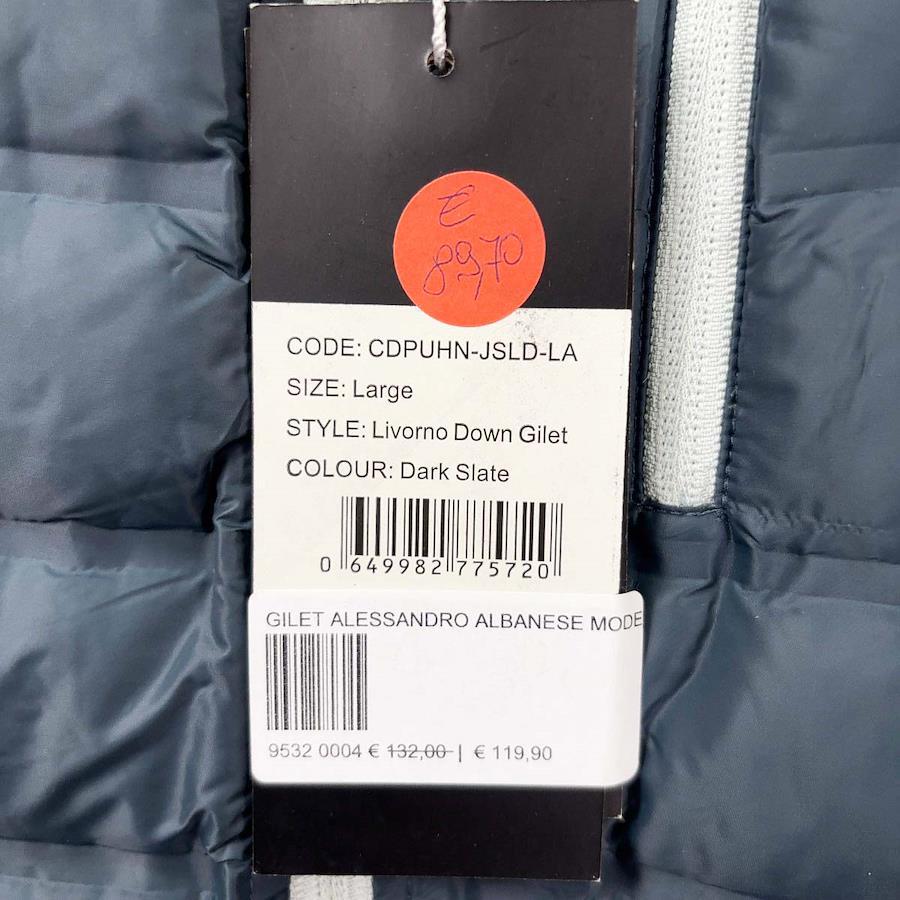 €
89,70
CODE: CDPUHN-JSLD-LA
SIZE: Large
STYLE: Livorno Down Gilet
COLOUR: Dark Slate
0 649982 775720
GILET ALESSANDRO ALBANESE MODE
9532 0004 € 132,00 | € 119,90